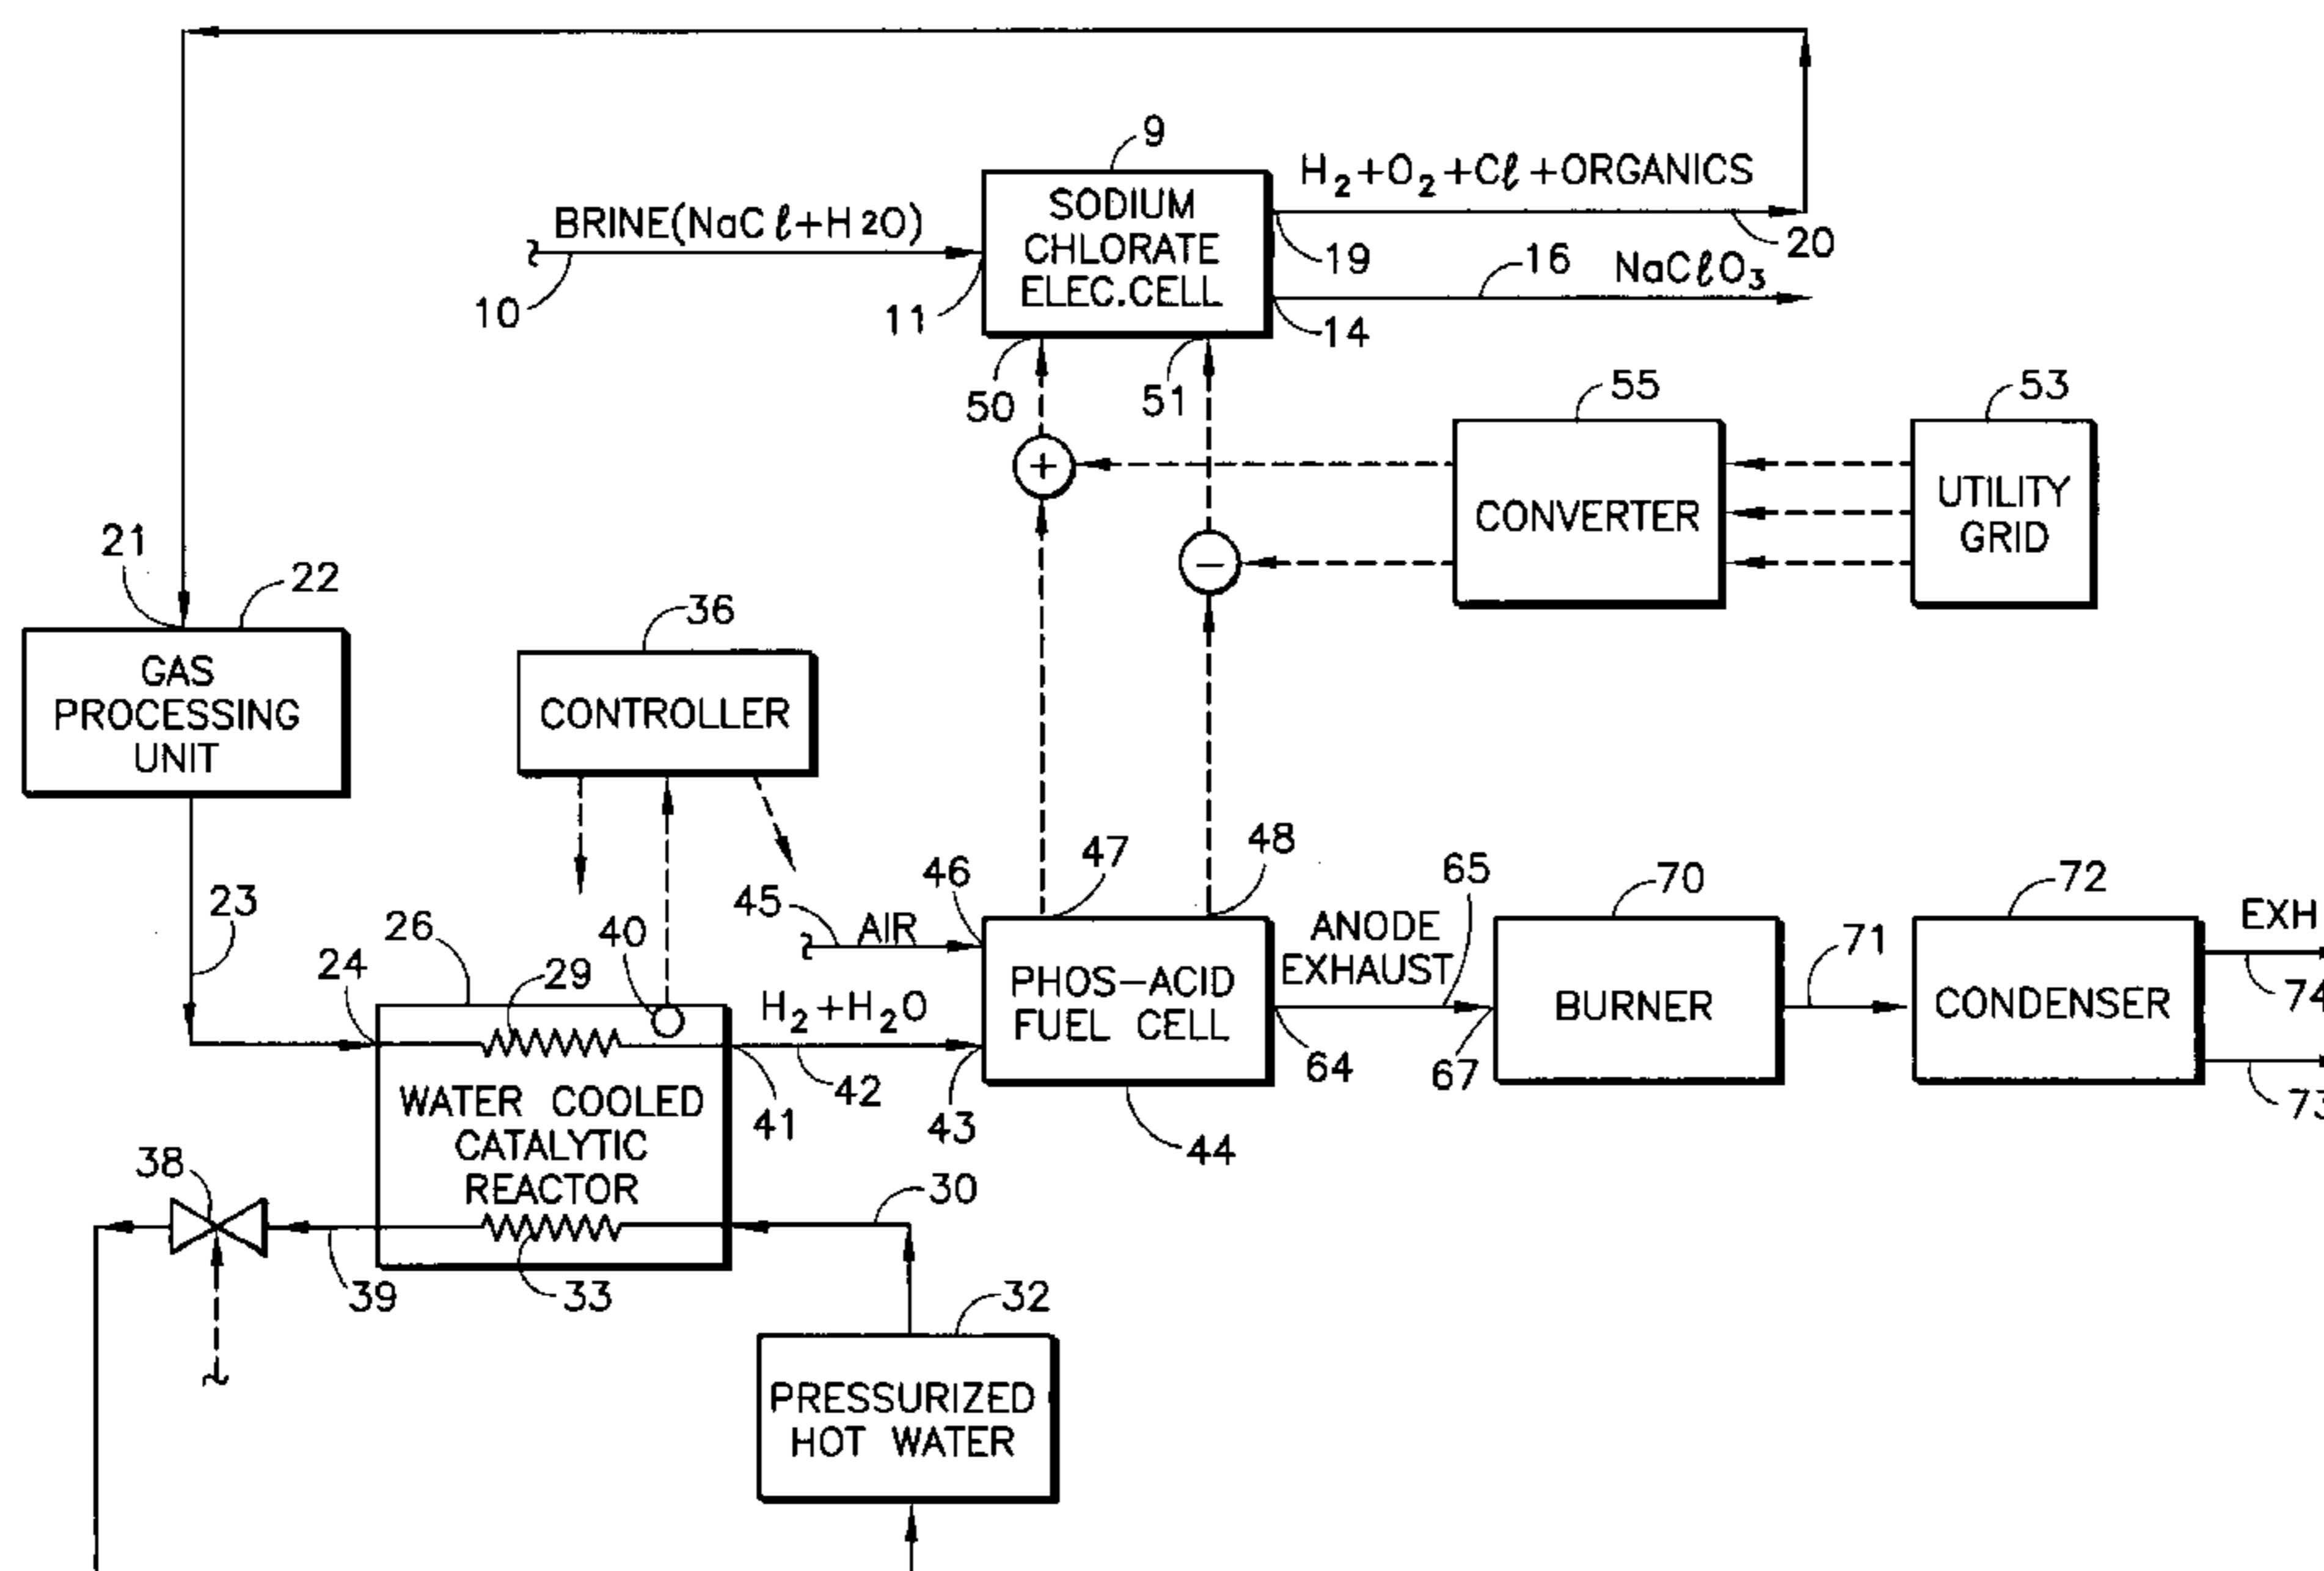 9
H₂+O₂+Cℓ+ORGANICS
SODIUM
CHLORATE
ELEC.CELL
BRINE(NaCℓ+H2O)
10
11
19
20
16
NaCℓO₃
14
50
51
55
53
+
CONVERTER
UTILITY
GRID
−
21
22
GAS
PROCESSING
UNIT
36
CONTROLLER
23
24
26
29
40
45
AIR
46
47
48
H₂+H₂O
PHOS-ACID
FUEL CELL
ANODE
EXHAUST
65
64
67
70
BURNER
71
72
CONDENSER
EXH
74
73
41
42
43
44
WATER COOLED
CATALYTIC
REACTOR
38
39
33
30
32
PRESSURIZED
HOT WATER